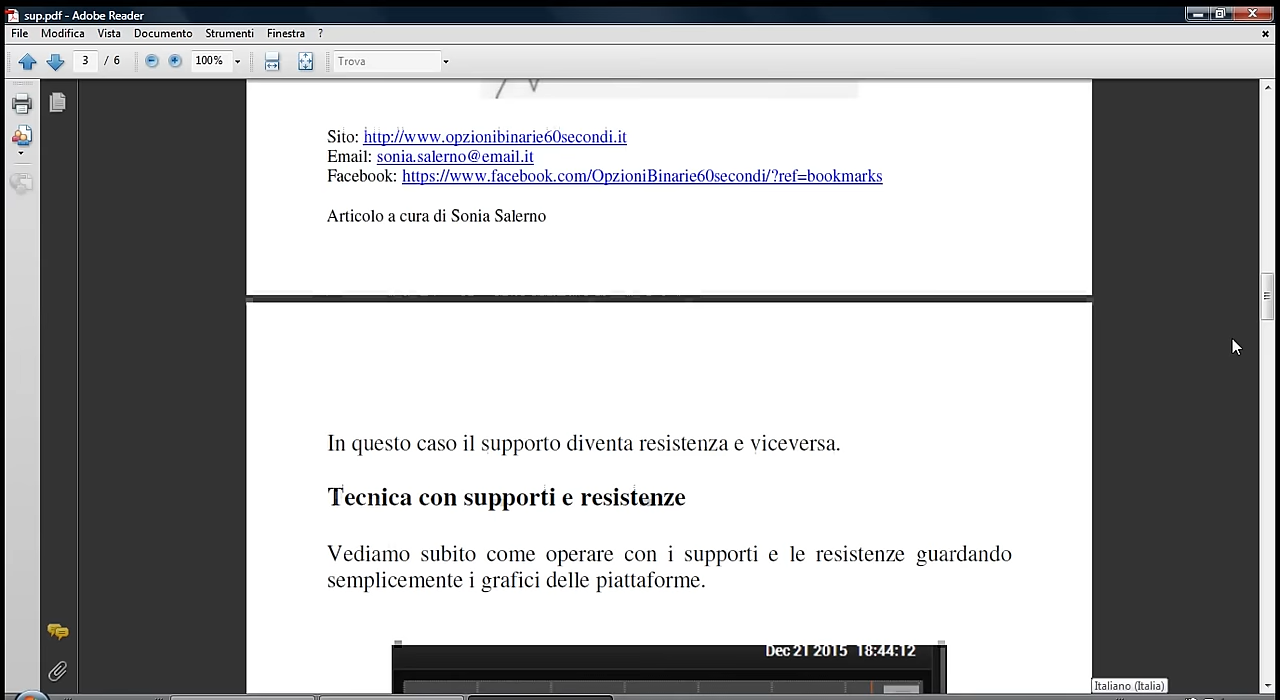 sup.pdf - Adobe Reader
File Modifica Vista Documento Strumenti Finestra ?
3 / 6 100% Trova
Sito: http://www.opzionibinarie60secondi.it
Email: sonia.salerno@email.it
Facebook: https://www.facebook.com/OpzioniBinarie60secondi/?ref=bookmarks
Articolo a cura di Sonia Salerno
In questo caso il supporto diventa resistenza e viceversa.
Tecnica con supporti e resistenze
Vediamo subito come operare con i supporti e le resistenze guardando
semplicemente i grafici delle piattaforme.
Dec 21 2015 18:44:12
Italiano (Italia)